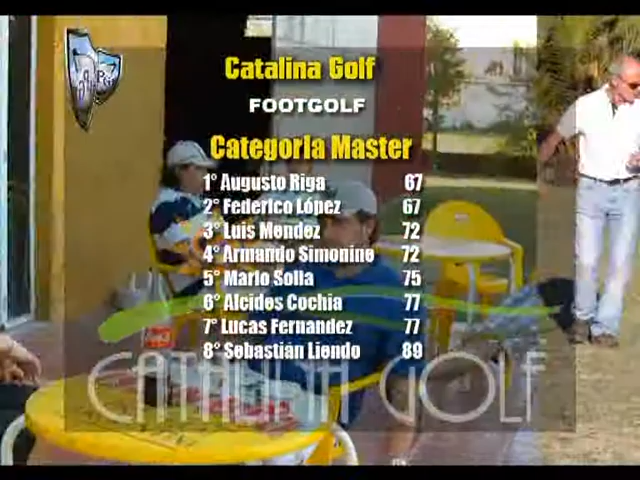 Catalina Golf
FOOTGOLF
Categoria Master
1° Augusto Riga 67
2° Federico López 67
3° Luis Mendez 72
4° Armando Simonino 72
5° Mario Solla 75
6° Alcides Cochia 77
7° Lucas Fernandez 77
8° Sebastián Liendo 89
CATALINA GOLF